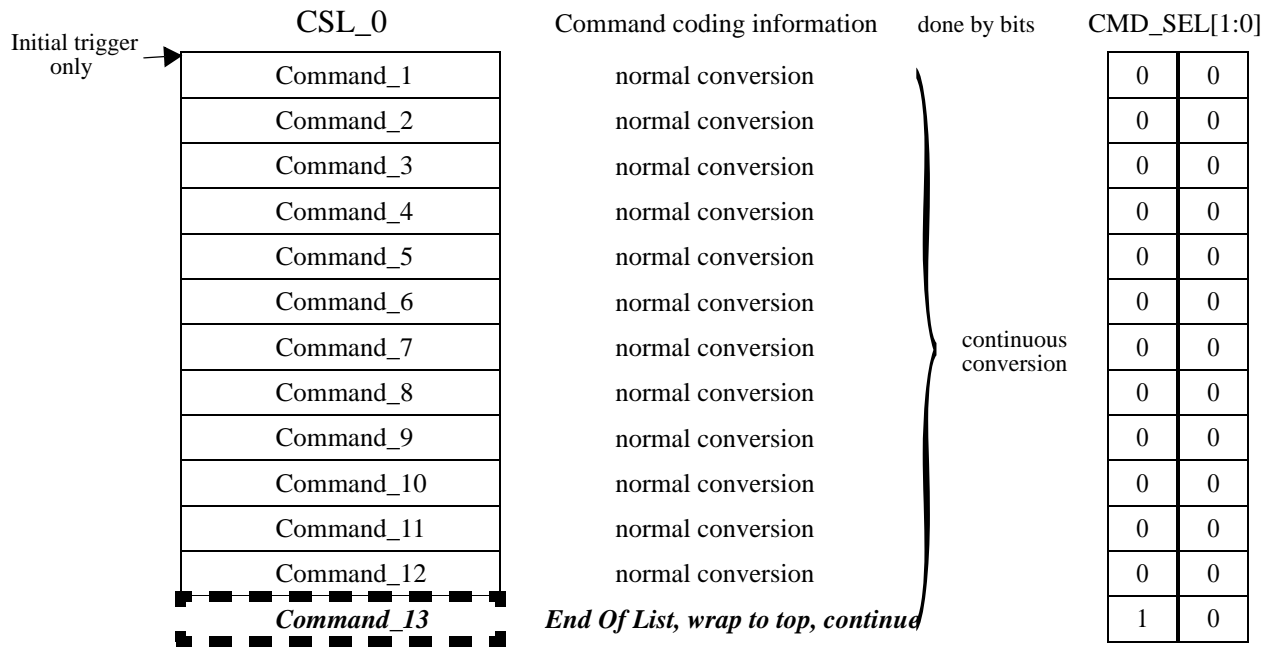 CSL_0 Command coding information done by bits CMD_SEL[1:0]
Initial trigger
only
Command_1 normal conversion 0 0
Command_2 normal conversion 0 0
Command_3 normal conversion 0 0
Command_4 normal conversion 0 0
Command_5 normal conversion 0 0
Command_6 normal conversion 0 0
Command_7 normal conversion 0 0
continuous
conversion
Command_8 normal conversion 0 0
Command_9 normal conversion 0 0
Command_10 normal conversion 0 0
Command_11 normal conversion 0 0
Command_12 normal conversion 0 0
Command_13 End Of List, wrap to top, continue 1 0